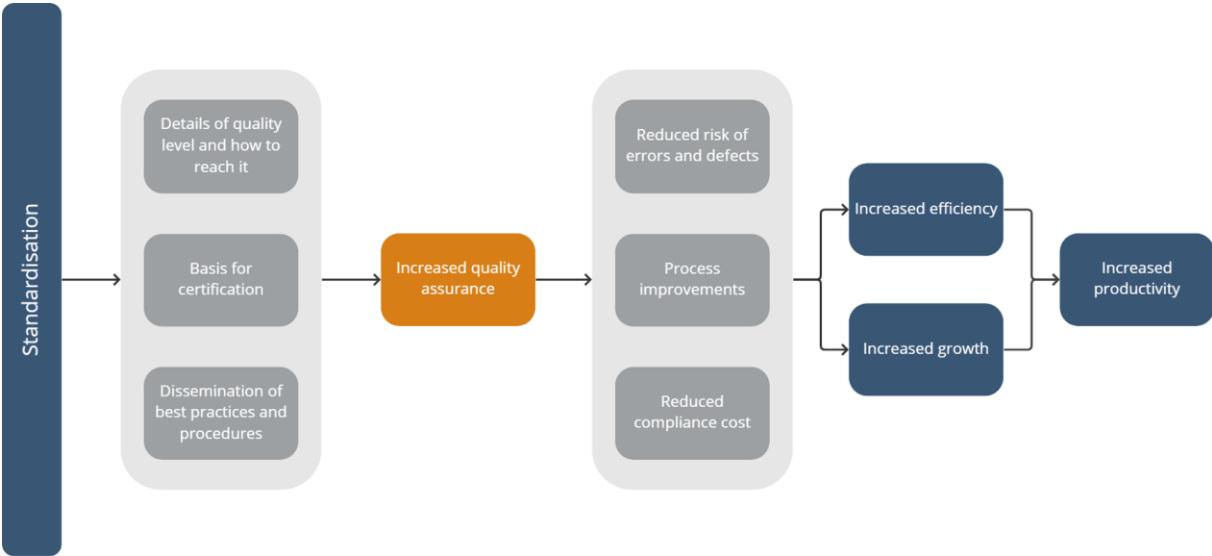 Standardisation
Details of quality
level and how to
reach it
Basis for
certification
Dissemination of
best practices and
procedures
Increased quality
assurance
Reduced risk of
errors and defects
Process
improvements
Reduced
compliance cost
Increased efficiency
Increased growth
Increased
productivity